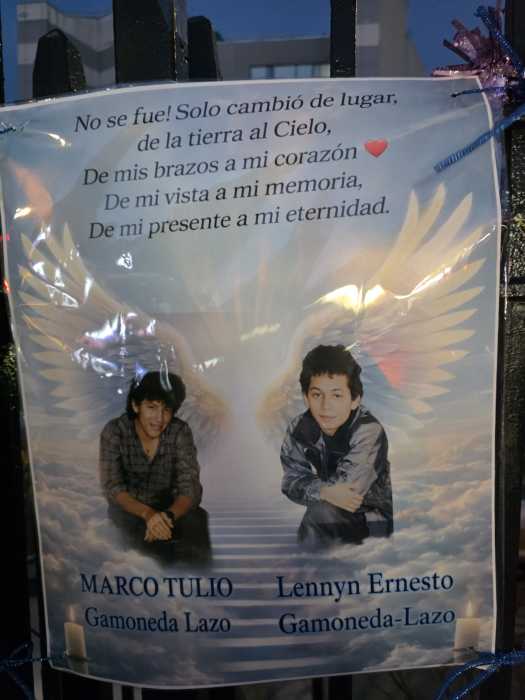 No se fue! Solo cambió de lugar,
de la tierra al Cielo,
De mis brazos a mi corazón ❤
De mi vista a mi memoria,
De mi presente a mi eternidad.
MARCO TULIO
Gamoneda Lazo
Lennyn Ernesto
Gamoneda-Lazo